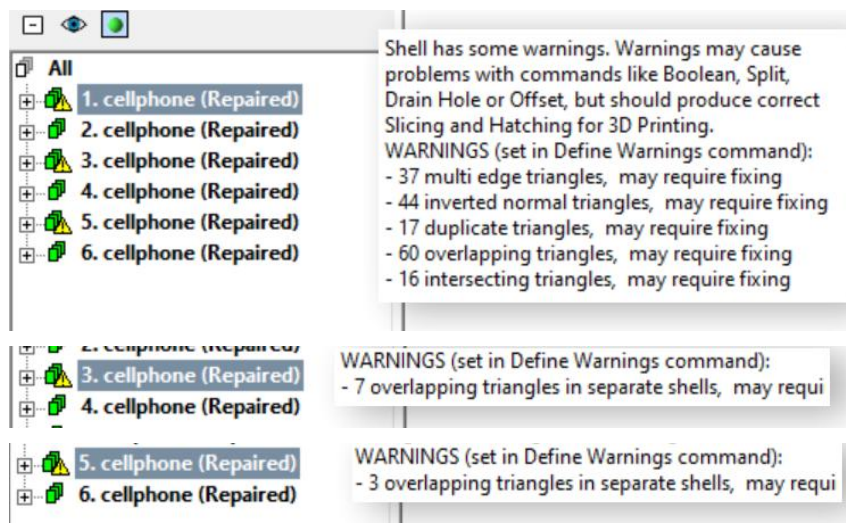 All
1. cellphone (Repaired)
2. cellphone (Repaired)
3. cellphone (Repaired)
4. cellphone (Repaired)
5. cellphone (Repaired)
6. cellphone (Repaired)
Shell has some warnings. Warnings may cause
problems with commands like Boolean, Split,
Drain Hole or Offset, but should produce correct
Slicing and Hatching for 3D Printing.
WARNINGS (set in Define Warnings command):
- 37 multi edge triangles,  may require fixing
- 44 inverted normal triangles,  may require fixing
- 17 duplicate triangles,  may require fixing
- 60 overlapping triangles,  may require fixing
- 16 intersecting triangles,  may require fixing
2. cellphone (Repaired)
3. cellphone (Repaired)
4. cellphone (Repaired)
WARNINGS (set in Define Warnings command):
- 7 overlapping triangles in separate shells,  may requi
5. cellphone (Repaired)
6. cellphone (Repaired)
WARNINGS (set in Define Warnings command):
- 3 overlapping triangles in separate shells,  may requi